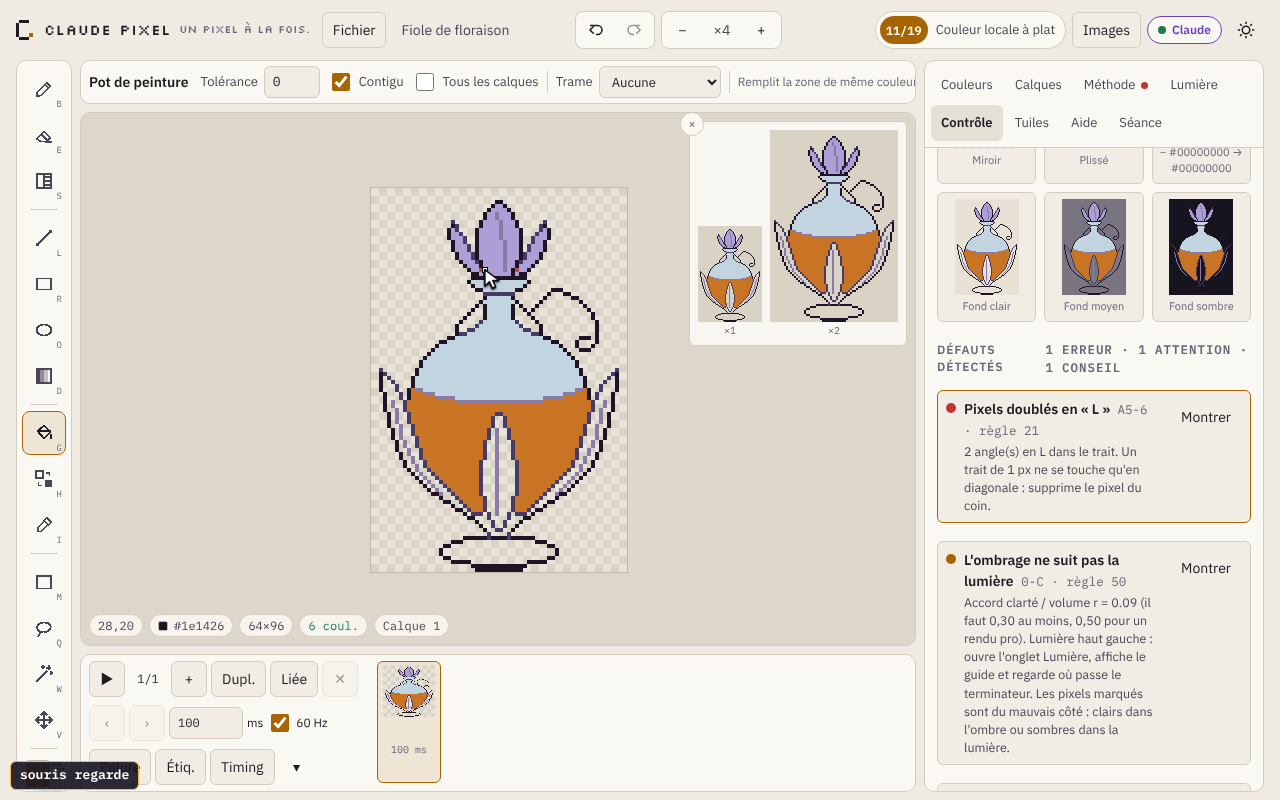 CLAUDE PIXEL UN PIXEL À LA FOIS. Fichier Fiole de floraison − ×4 + 11/19 Couleur locale à plat Images Claude
Pot de peinture Tolérance 0 Contigu Tous les calques Trame Aucune Remplit la zone de même couleur
B
E
S
L
R
O
D
G
H
I
M
Q
W
V
×
×1 ×2
28,20 #1e1426 64×96 6 coul. Calque 1
1/1 + Dupl. Liée ×
‹ › 100 ms 60 Hz
Étiq. Timing
100 ms
souris regarde
Couleurs Calques Méthode Lumière
Contrôle Tuiles Aide Séance
Miroir Plissé – #00000000 →
#00000000
Fond clair Fond moyen Fond sombre
DÉFAUTS
DÉTECTÉS
1 ERREUR · 1 ATTENTION ·
1 CONSEIL
Pixels doublés en « L » A5-6
· règle 21
Montrer
2 angle(s) en L dans le trait. Un
trait de 1 px ne se touche qu'en
diagonale : supprime le pixel du
coin.
L'ombrage ne suit pas la
lumière 0-C · règle 50
Montrer
Accord clarté / volume r = 0.09 (il
faut 0,30 au moins, 0,50 pour un
rendu pro). Lumière haut gauche :
ouvre l'onglet Lumière, affiche le
guide et regarde où passe le
terminateur. Les pixels marqués
sont du mauvais côté : clairs dans
l'ombre ou sombres dans la
lumière.